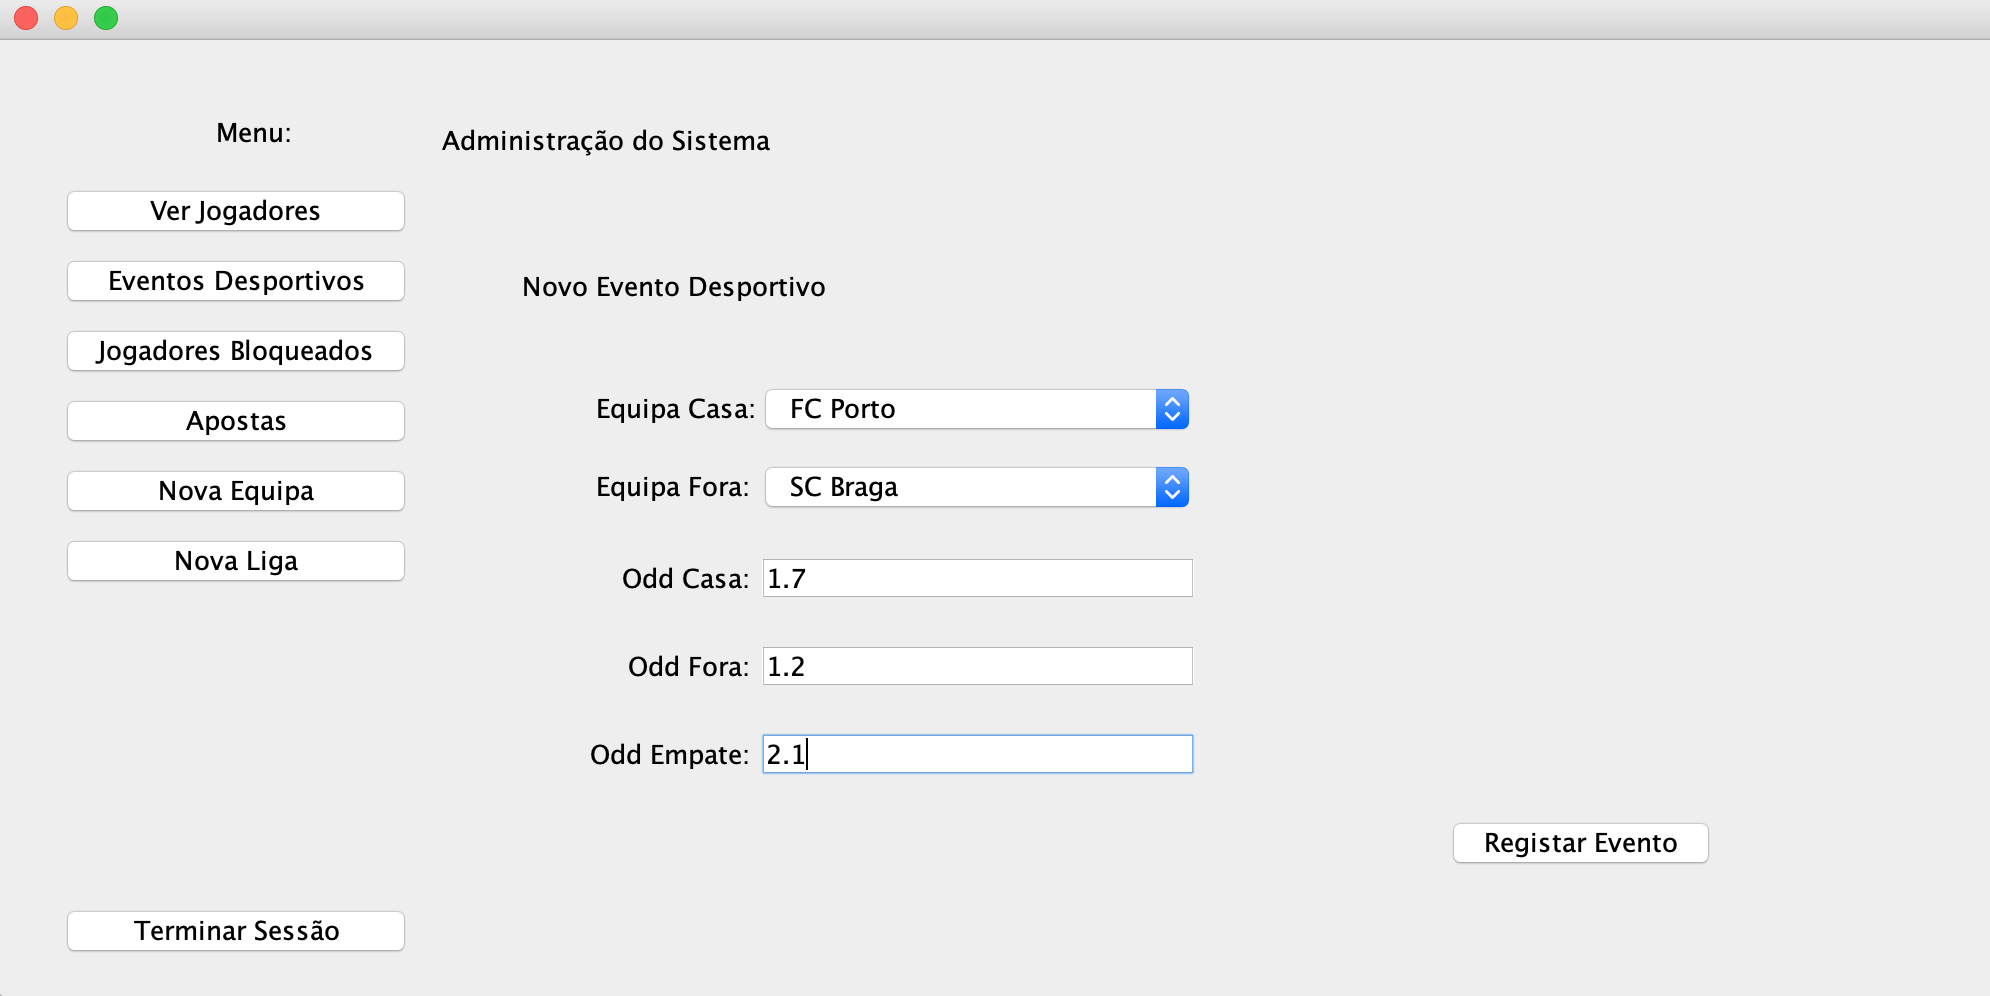 Menu:
Administração do Sistema
Ver Jogadores
Eventos Desportivos
Jogadores Bloqueados
Apostas
Nova Equipa
Nova Liga
Terminar Sessão
Novo Evento Desportivo
Equipa Casa: FC Porto
Equipa Fora: SC Braga
Odd Casa: 1.7
Odd Fora: 1.2
Odd Empate: 2.1
Registar Evento